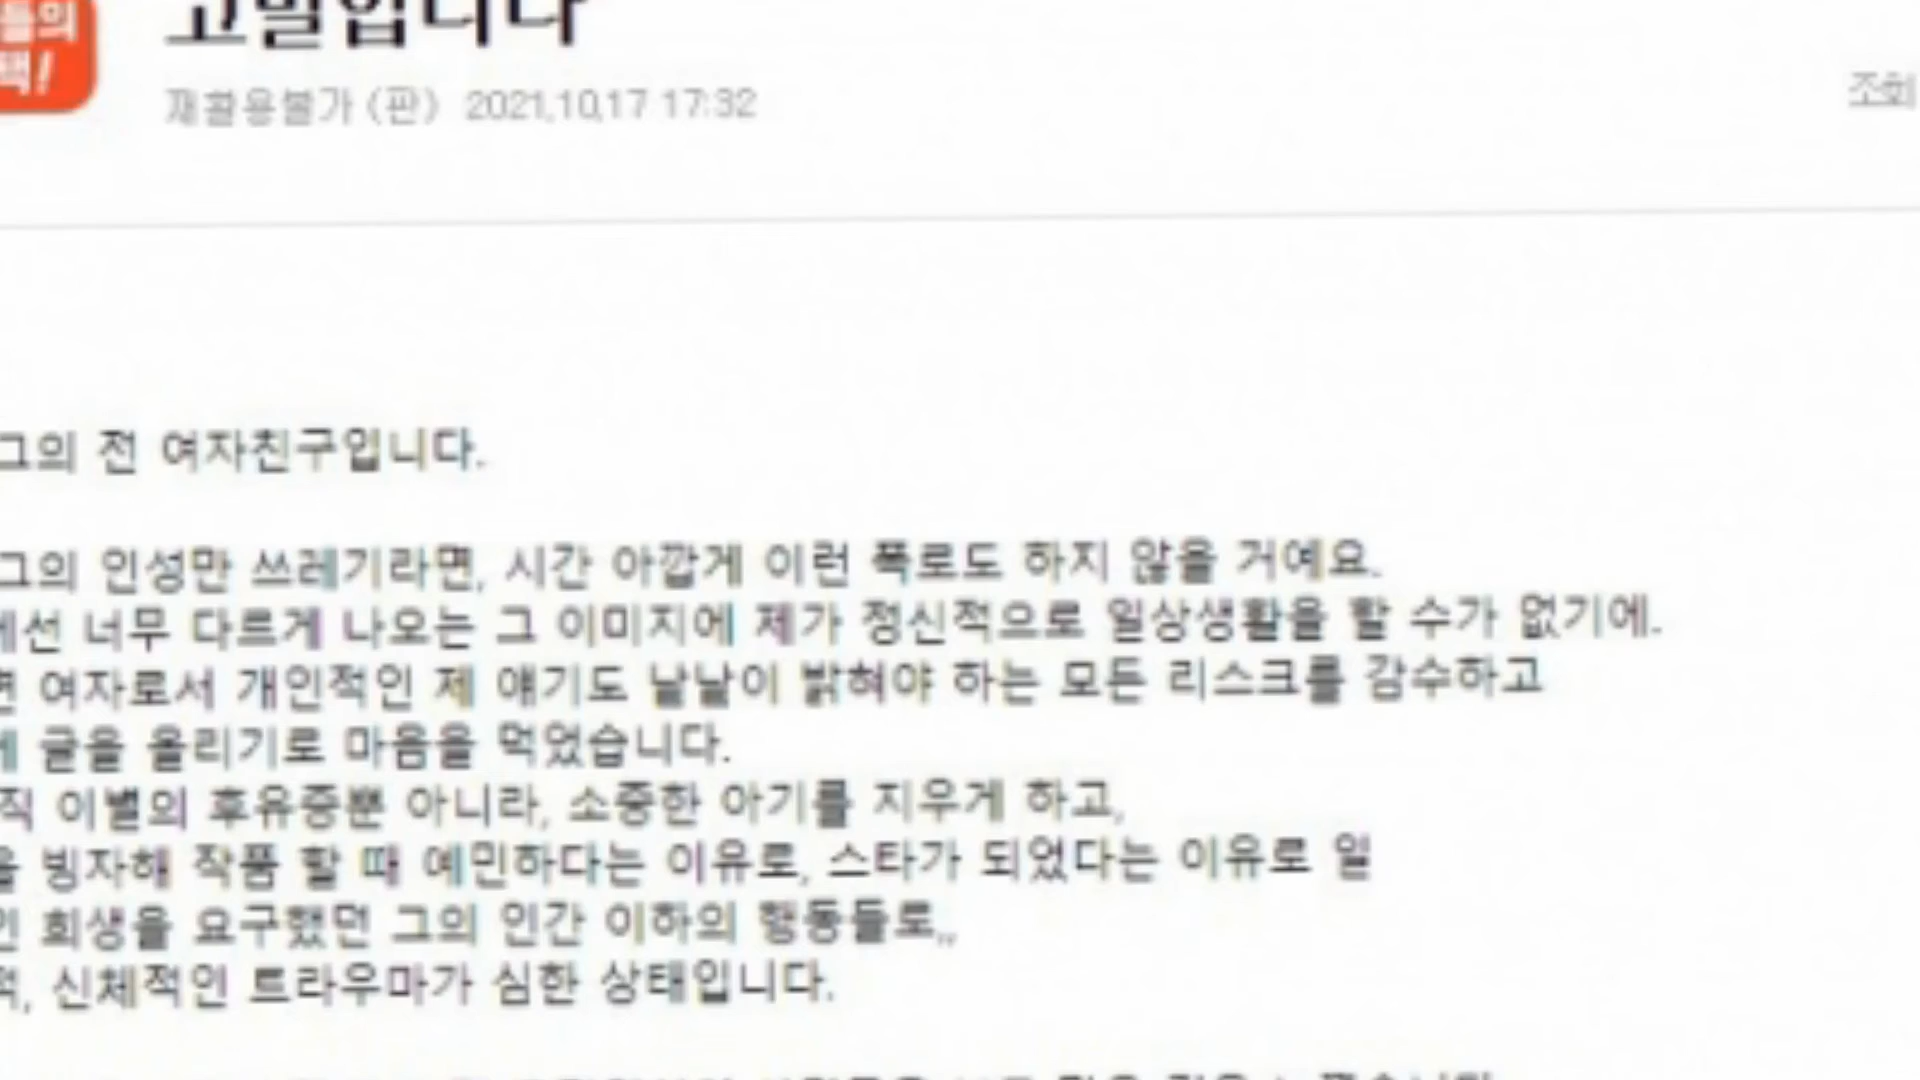 들의
택!
고발입니다
재활용불가 (판) 2021.10.17 17:32
조회
그의 전 여자친구입니다.
그의 인성만 쓰레기라면, 시간 아깝게 이런 폭로도 하지 않을 거예요.
에선 너무 다르게 나오는 그 이미지에 제가 정신적으로 일상생활을 할 수가 없기에.
면 여자로서 개인적인 제 얘기도 낱낱이 밝혀야 하는 모든 리스크를 감수하고
에 글을 올리기로 마음을 먹었습니다.
직 이별의 후유증뿐 아니라, 소중한 아기를 지우게 하고,
을 빙자해 작품 할 때 예민하다는 이유로, 스타가 되었다는 이유로 일
인 희생을 요구했던 그의 인간 이하의 행동들로,,
적, 신체적인 트라우마가 심한 상태입니다.